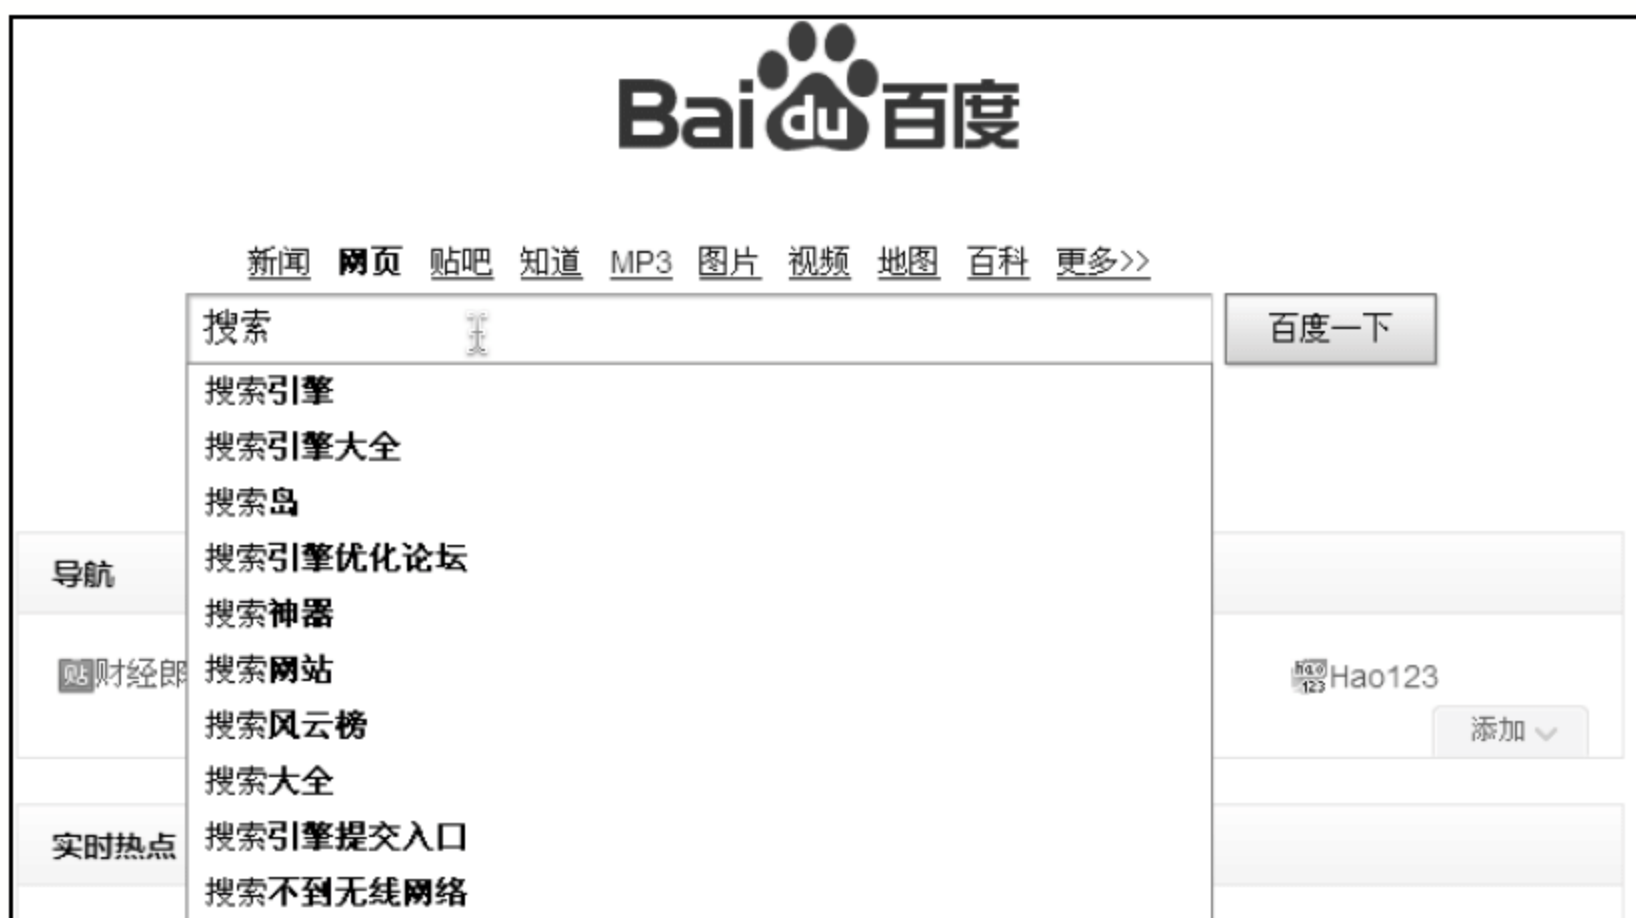 Bai du 百度
新闻 网页 贴吧 知道 MP3 图片 视频 地图 百科 更多>>
搜索 百度一下
搜索引擎
搜索引擎大全
搜索岛
搜索引擎优化论坛
导航
搜索神器
贴 财经郎 搜索网站 hao 123 Hao123
搜索风云榜 添加
搜索大全
实时热点 搜索引擎提交入口
搜索不到无线网络